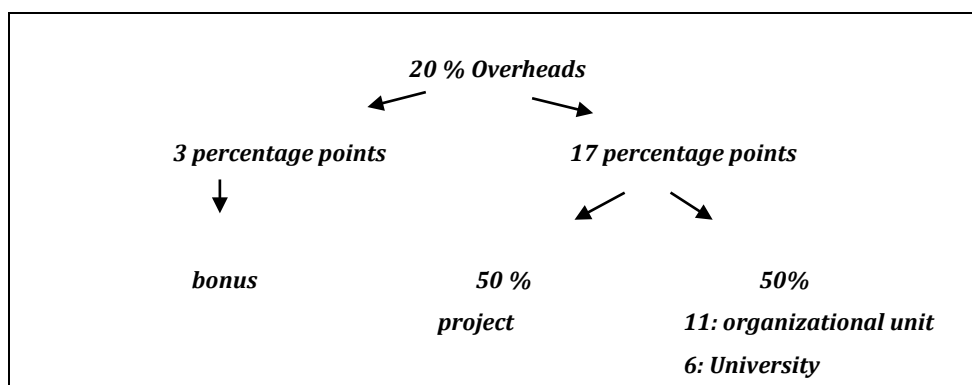 20 % Overheads
3 percentage points 17 percentage points
bonus 50 % 50%
project 11: organizational unit
6: University